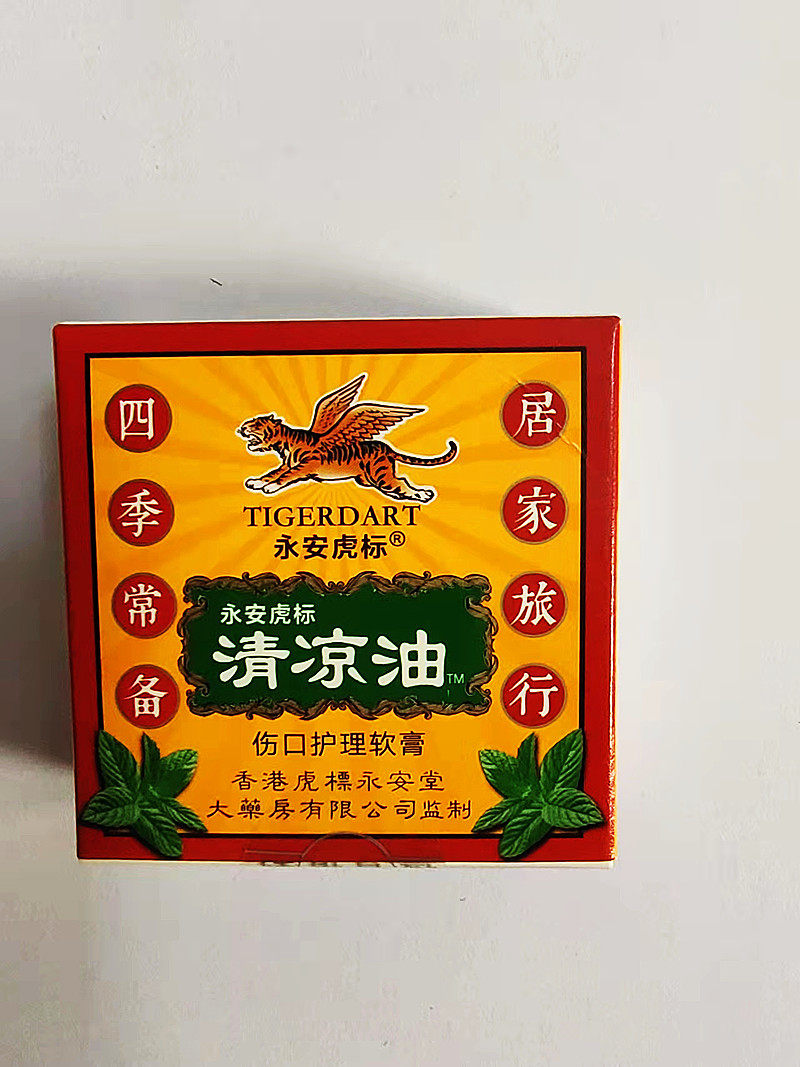 居家旅行
四季常备
TIGERDART
永安虎标®
永安虎标
清凉油™
伤口护理软膏
香港虎標永安堂
大藥房有限公司监制